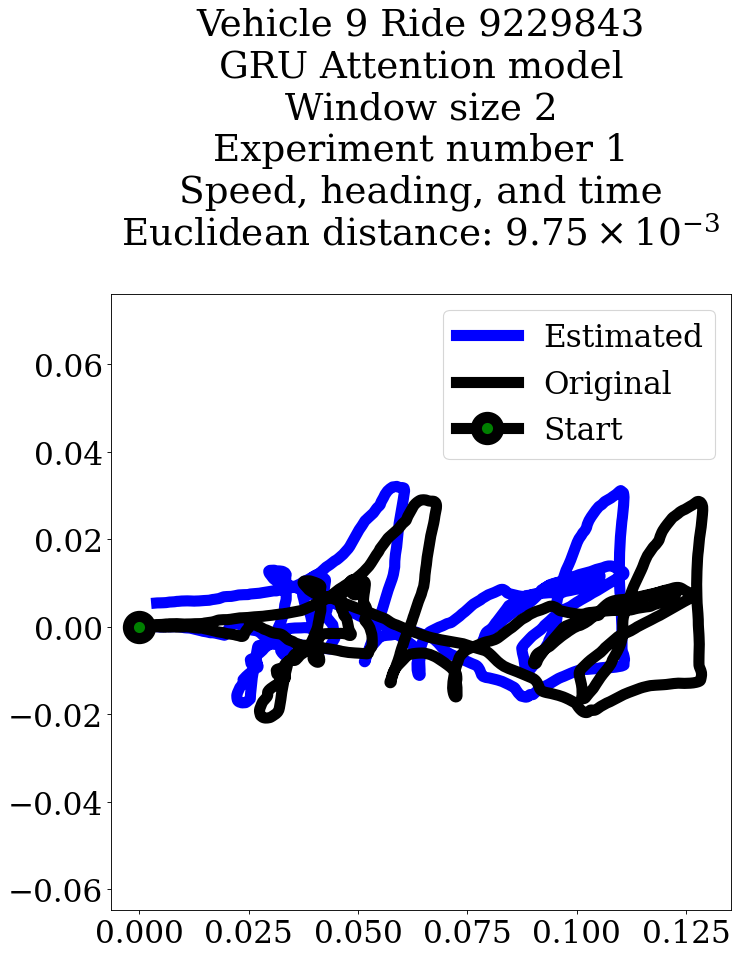 Vehicle 9 Ride 9229843
GRU Attention model
Window size 2
Experiment number 1
Speed, heading, and time
Euclidean distance: 9.75 × 10⁻³
Estimated
Original
Start
0.06
0.04
0.02
0.00
−0.02
−0.04
−0.06
0.000 0.025 0.050 0.075 0.100 0.125